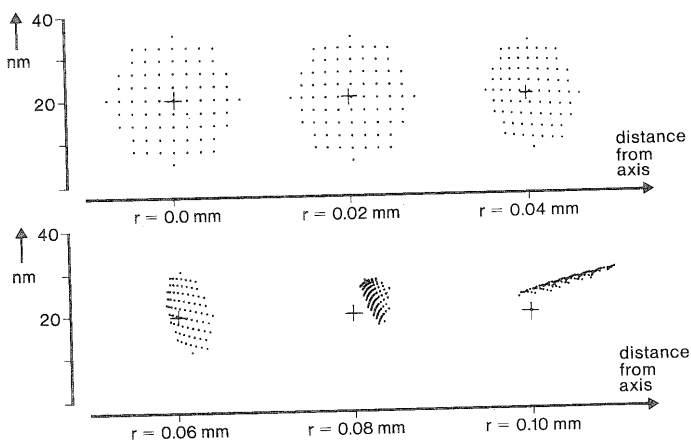 40
nm
20
distance
from
axis
r = 0.0 mm
r = 0.02 mm
r = 0.04 mm
40
nm
20
distance
from
axis
r = 0.06 mm
r = 0.08 mm
r = 0.10 mm